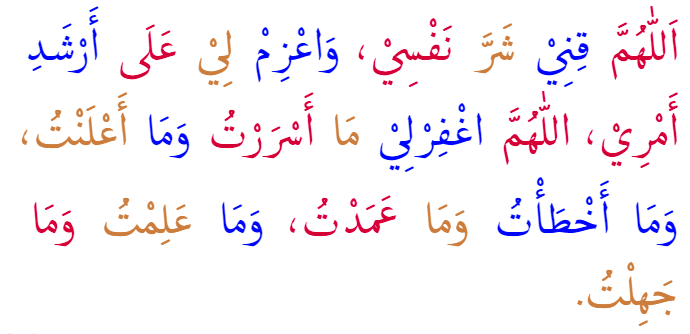 اَللّٰهُمَّ قِنِيْ شَرَّ نَفْسِيْ، وَاعْزِمْ لِيْ عَلَى أَرْشَدِ
أَمْرِيْ، اللّٰهُمَّ اغْفِرْلِيْ مَا أَسْرَرْتُ وَمَا أَعْلَنْتُ،
وَمَا أَخْطَأْتُ وَمَا عَمَدْتُ، وَمَا عَلِمْتُ وَمَا
جَهِلْتُ.